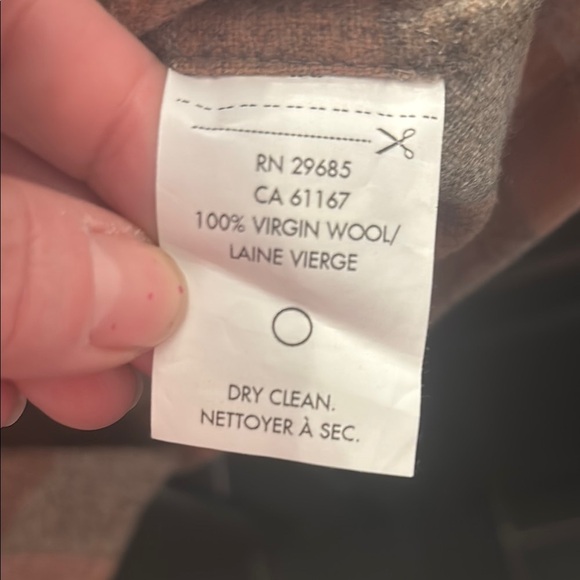 RN 29685
CA 61167
100% VIRGIN WOOL/
LAINE VIERGE
DRY CLEAN.
NETTOYER À SEC.